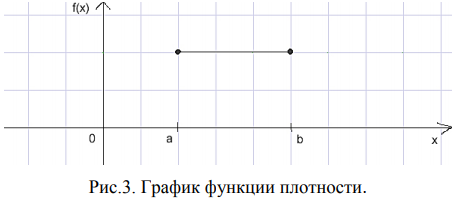 f(x)
0 a b x
Рис.3. График функции плотности.